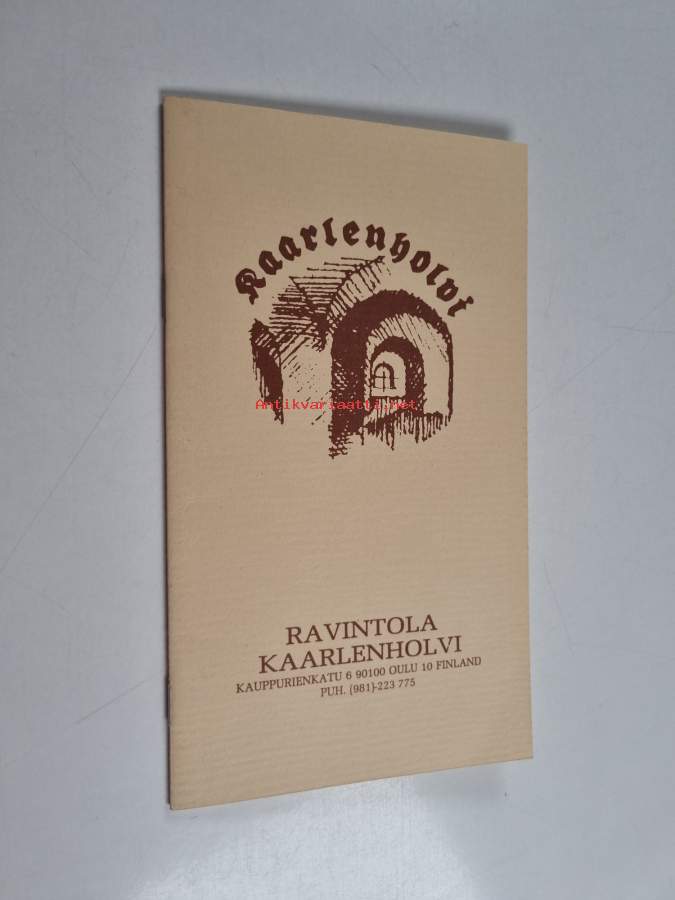 Kaarlenholvi
Antikvariaatti.net
RAVINTOLA
KAARLENHOLVI
KAUPPURIENKATU 6 90100 OULU 10 FINLAND
PUH. (981)-223 775